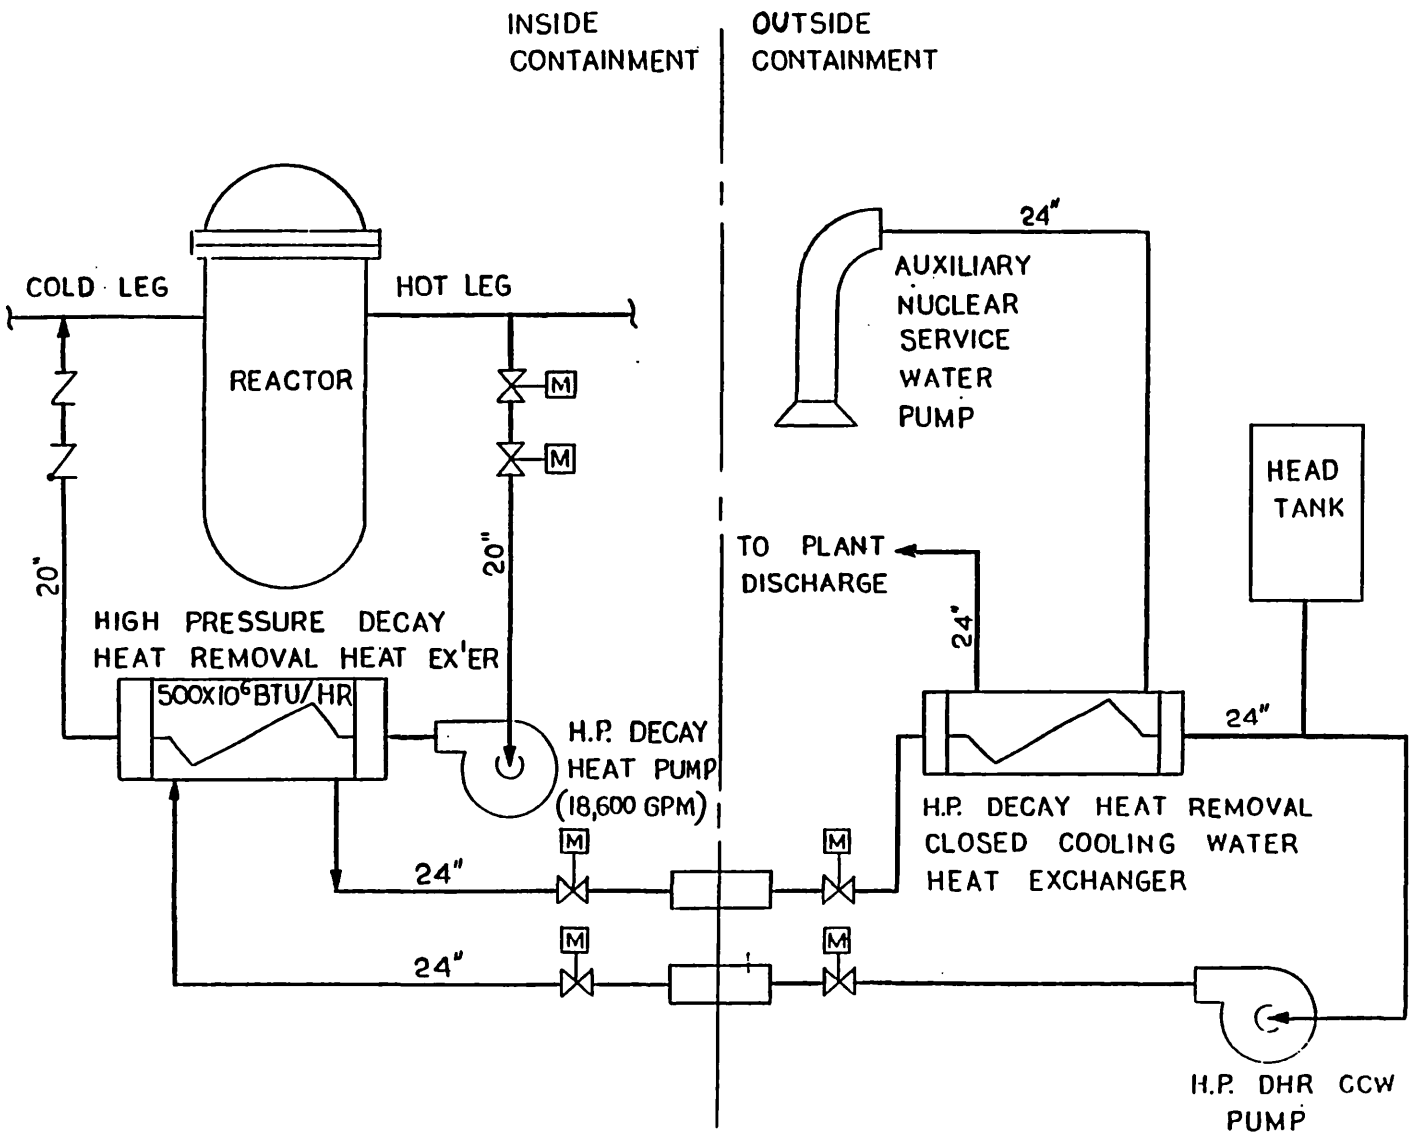 INSIDE
CONTAINMENT
OUTSIDE
CONTAINMENT
24"
COLD LEG
HOT LEG
AUXILIARY
NUCLEAR
SERVICE
WATER
PUMP
REACTOR
M
M
HEAD
TANK
20"
20"
TO PLANT
DISCHARGE
24"
HIGH PRESSURE DECAY
HEAT REMOVAL HEAT EX'ER
500X10⁶BTU/HR
24"
H.P. DECAY
HEAT PUMP
(18,600 GPM)
H.P. DECAY HEAT REMOVAL
CLOSED COOLING WATER
HEAT EXCHANGER
M
M
24"
M
M
24"
H.P. DHR CCW
PUMP